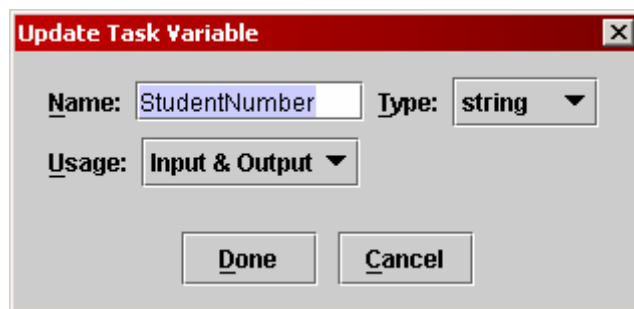 Update Task Variable
Name: StudentNumber Type: string
Usage: Input & Output
Done Cancel